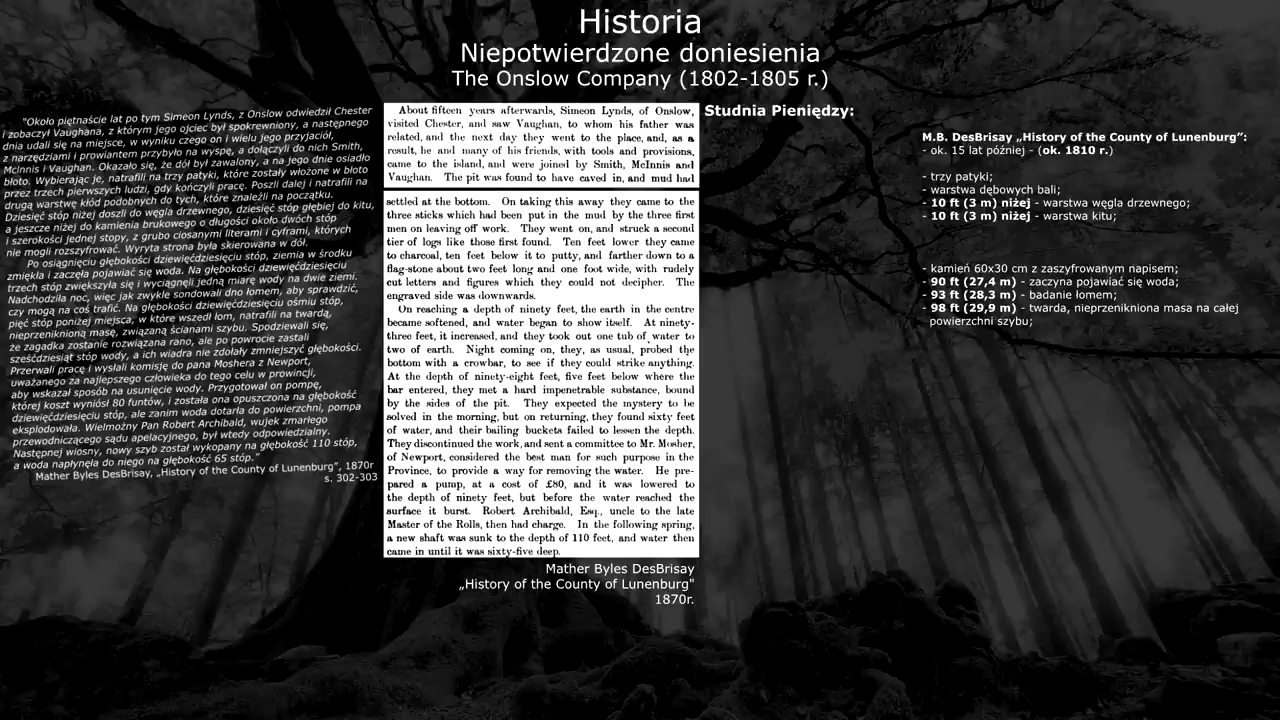 Historia
Niepotwierdzone doniesienia
The Onslow Company (1802-1805 r.)
"Około piętnaście lat po tym Simeon Lynds, z Onslow odwiedził Chester
i zobaczył Vaughana, z którym jego ojciec był spokrewniony, a następnego
dnia udali się na miejsce, w wyniku czego on i wielu jego przyjaciół,
z narzędziami i prowiantem przybyło na wyspę, a dołączyli do nich Smith,
McInnis i Vaughan. Okazało się, że dół był zawalony, a na jego dnie osiadło
błoto. Wybierając je, natrafili na trzy patyki, które zostały włożone w błoto
przez trzech pierwszych ludzi, gdy kończyli pracę. Poszli dalej i natrafili na
drugą warstwę kłód podobnych do tych, które znaleźli na początku.
Dziesięć stóp niżej doszli do węgla drzewnego, dziesięć stóp głębiej do kitu,
a jeszcze niżej do kamienia brukowego o długości około dwóch stóp
i szerokości jednej stopy, z grubo ciosanymi literami i cyframi, których
nie mogli rozszyfrować. Wyryta strona była skierowana w dół.
Po osiągnięciu głębokości dziewięćdziesięciu stóp, ziemia w środku
zmiękła i zaczęła pojawiać się woda. Na głębokości dziewięćdziesięciu
trzech stóp zwiększyła się i wyciągnęli jedną miarę wody na dwie ziemi.
Nadchodziła noc, więc jak zwykle sondowali dno łomem, aby sprawdzić,
czy mogą na coś trafić. Na głębokości dziewięćdziesięciu ośmiu stóp,
pięć stóp poniżej miejsca, w które wszedł łom, natrafili na twardą,
nieprzeniknioną masę, związaną ścianami szybu. Spodziewali się,
że zagadka zostanie rozwiązana rano, ale po powrocie zastali
sześćdziesiąt stóp wody, a ich wiadra nie zdołały zmniejszyć głębokości.
Przerwali pracę i wysłali komisję do pana Moshera z Newport,
uważanego za najlepszego człowieka do tego celu w prowincji,
aby wskazał sposób na usunięcie wody. Przygotował on pompę,
której koszt wyniósł 80 funtów, i została ona opuszczona na głębokość
dziewięćdziesięciu stóp, ale zanim woda dotarła do powierzchni, pompa
eksplodowała. Wielmożny Pan Robert Archibald, wujek zmarłego
przewodniczącego sądu apelacyjnego, był wtedy odpowiedzialny.
Następnej wiosny, nowy szyb został wykopany na głębokość 110 stóp,
a woda napłynęła do niego na głębokość 65 stóp."
Mather Byles DesBrisay, „History of the County of Lunenburg", 1870r
s. 302-303
About fifteen years afterwards, Simeon Lynds, of Onslow,
visited Chester, and saw Vaughan, to whom his father was
related, and the next day they went to the place, and, as a
result, he and many of his friends, with tools and provisions,
came to the island, and were joined by Smith, McInnis and
Vaughan. The pit was found to have caved in, and mud had
settled at the bottom. On taking this away they came to the
three sticks which had been put in the mud by the three first
men on leaving off work. They went on, and struck a second
tier of logs like those first found. Ten feet lower they came
to charcoal, ten feet below it to putty, and farther down to a
flag-stone about two feet long and one foot wide, with rudely
cut letters and figures which they could not decipher. The
engraved side was downwards.
On reaching a depth of ninety feet, the earth in the centre
became softened, and water began to show itself. At ninety-
three feet, it increased, and they took out one tub of water to
two of earth. Night coming on, they, as usual, probed the
bottom with a crowbar, to see if they could strike anything.
At the depth of ninety-eight feet, five feet below where the
bar entered, they met a hard impenetrable substance, bound
by the sides of the pit. They expected the mystery to be
solved in the morning, but on returning, they found sixty feet
of water, and their bailing buckets failed to lessen the depth.
They discontinued the work, and sent a committee to Mr. Mosher,
of Newport, considered the best man for such purpose in the
Province, to provide a way for removing the water. He pre-
pared a pump, at a cost of £80, and it was lowered to
the depth of ninety feet, but before the water reached the
surface it burst. Robert Archibald, Esq., uncle to the late
Master of the Rolls, then had charge. In the following spring,
a new shaft was sunk to the depth of 110 feet, and water then
came in until it was sixty-five deep.
Mather Byles DesBrisay
„History of the County of Lunenburg"
1870r.
Studnia Pieniędzy:
M.B. DesBrisay „History of the County of Lunenburg”:
- ok. 15 lat później - (ok. 1810 r.)
- trzy patyki;
- warstwa dębowych bali;
- 10 ft (3 m) niżej - warstwa węgla drzewnego;
- 10 ft (3 m) niżej - warstwa kitu;
- kamień 60x30 cm z zaszyfrowanym napisem;
- 90 ft (27,4 m) - zaczyna pojawiać się woda;
- 93 ft (28,3 m) - badanie łomem;
- 98 ft (29,9 m) - twarda, nieprzenikniona masa na całej
powierzchni szybu;